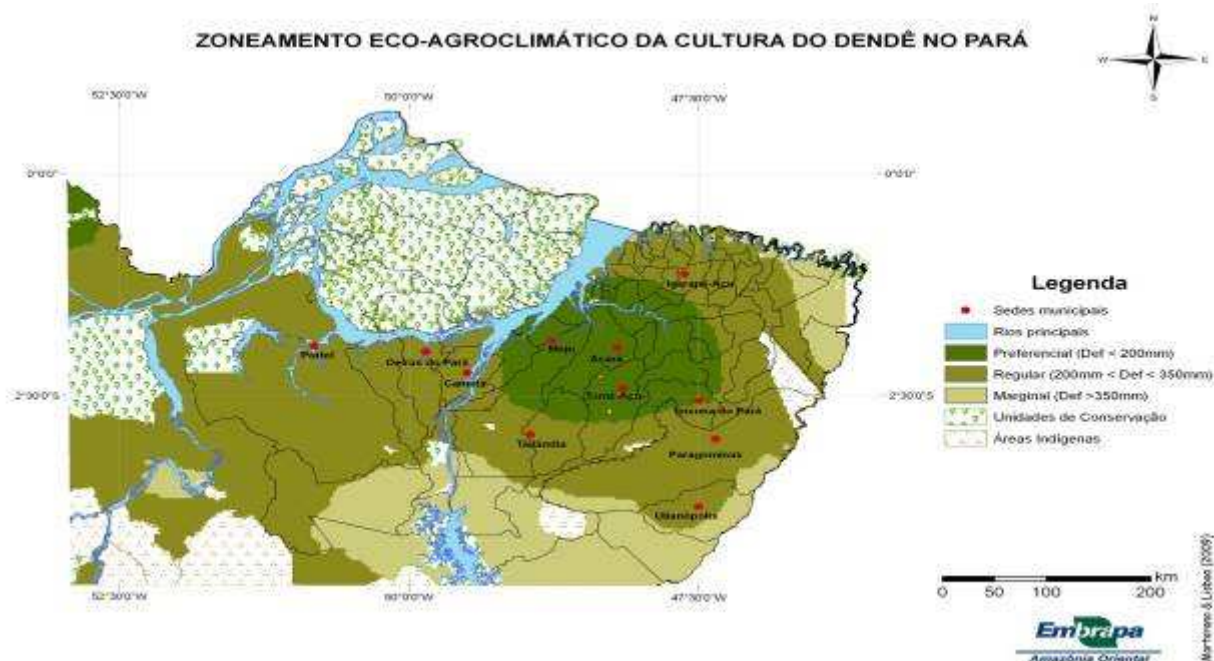 ZONEAMENTO ECO-AGROCLIMÁTICO DA CULTURA DO DENDÊ NO PARÁ
N
W E
S
52°30'0"W 50°0'0"W 47°30'0"W
0°0'0" 0°0'0"
Igarapé-Açu
Portel
Oeiras do Pará
Cametá
Moju
Acará
Tomé-Açu
2°30'0"S 2°30'0"S
Tailândia
Paragominas
Ulianópolis
52°30'0"W 50°0'0"W 47°30'0"W
Legenda
Sedes municipais
Rios principais
Preferencial (Def < 200mm)
Regular (200mm < Def < 350mm)
Marginal (Def >350mm)
Unidades de Conservação
Áreas Indígenas
km
0 50 100 200
Embrapa
Amazônia Oriental
(2009)